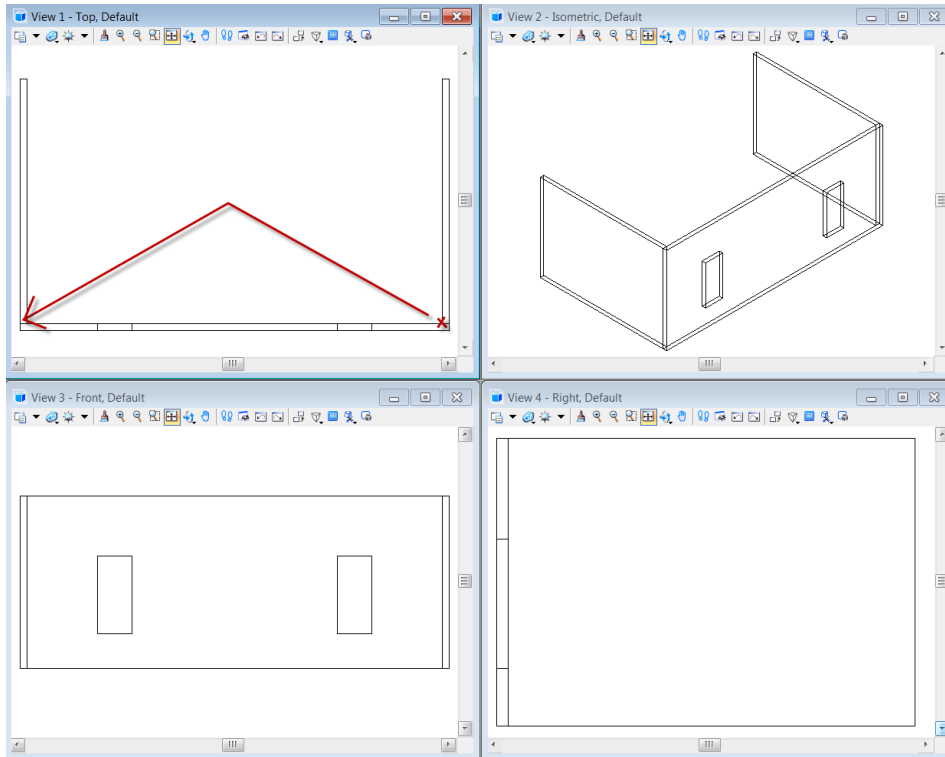 View 1 - Top, Default
View 2 - Isometric, Default
View 3 - Front, Default
View 4 - Right, Default